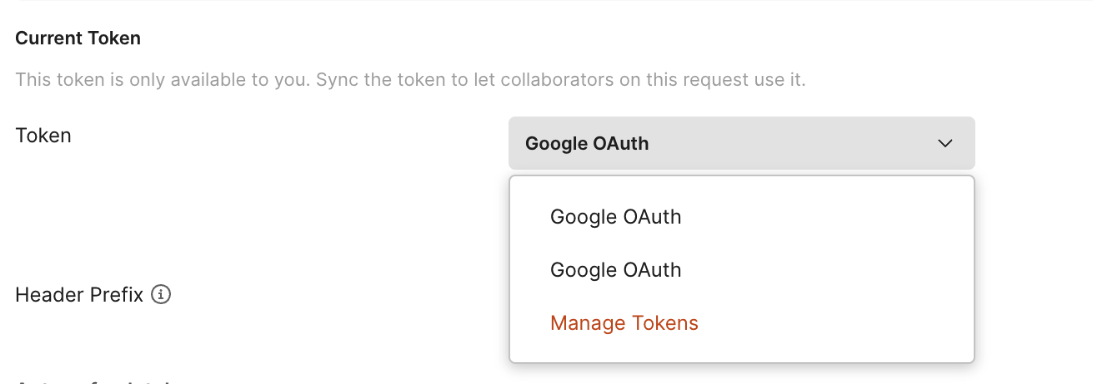 Current Token
This token is only available to you. Sync the token to let collaborators on this request use it.
Token
Google OAuth
Google OAuth
Google OAuth
Manage Tokens
Header Prefix